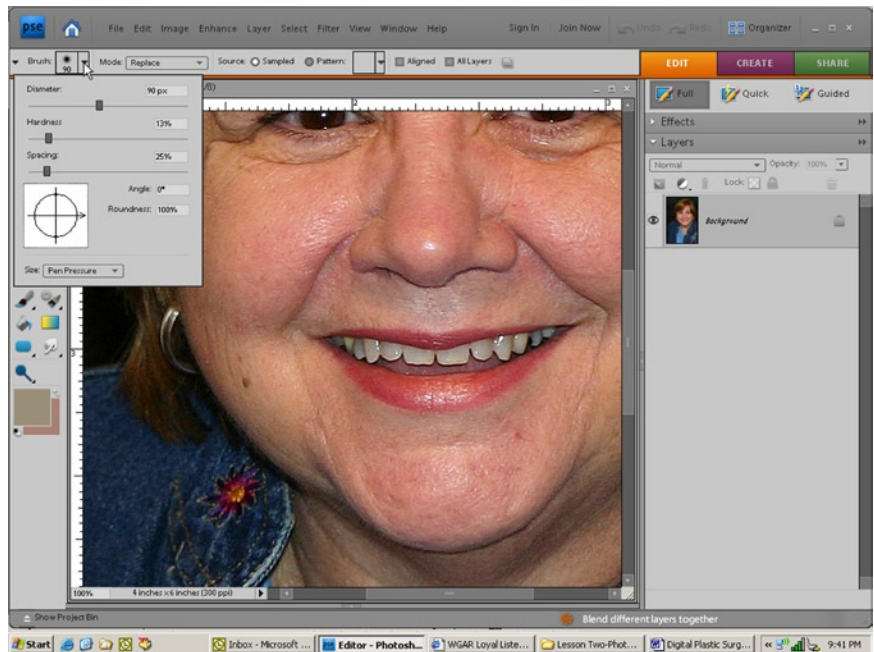 pse File Edit Image Enhance Layer Select Filter View Window Help Sign In Join Now Undo Redo Organizer
Brush: 90 Mode: Replace Source: Sampled Pattern: Aligned All Layers EDIT CREATE SHARE
Diameter: 90 px
Hardness 13%
Spacing: 25%
Angle: 0°
Roundness: 100%
Size: Pen Pressure
/8)
2 3
3
Full Quick Guided
Effects
Layers
Normal Opacity: 100%
Lock:
Background
100% 4 inches x 6 inches (300 ppi)
Show Project Bin Blend different layers together
Start Inbox - Microsoft ... Editor - Photosh... WGAR Loyal Liste... Lesson Two-Phot... Digital Plastic Surg... 9:41 PM